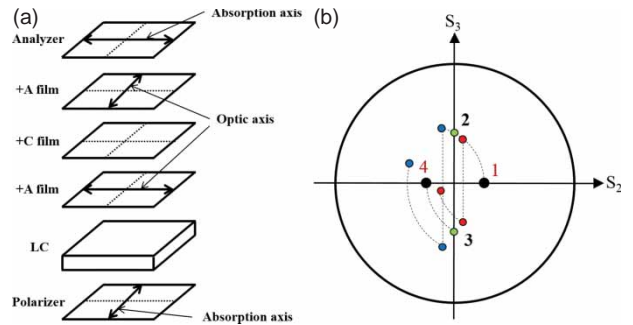 (a)
Absorption axis
Analyzer
+A film
Optic axis
+C film
+A film
LC
Polarizer
Absorption axis
(b)
S3
2
4
1
S2
3